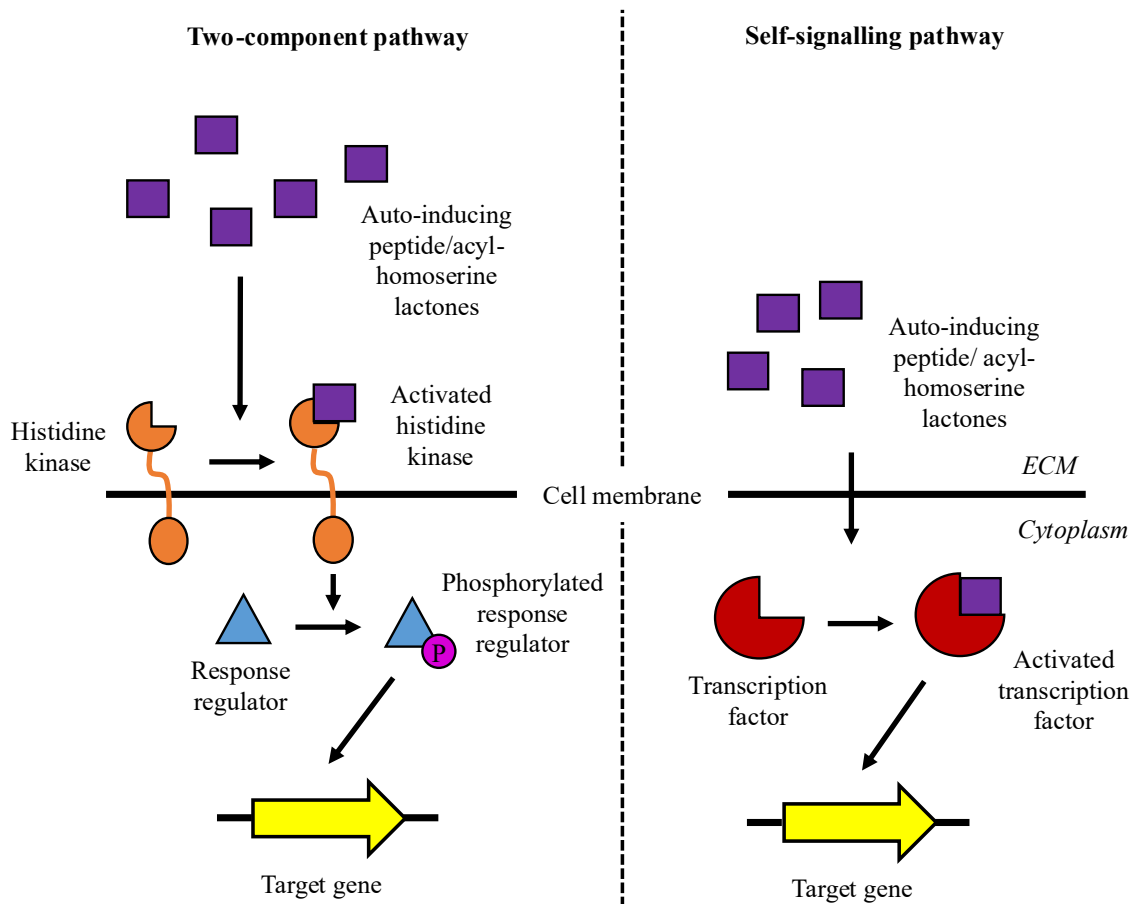 Two-component pathway
Auto-inducing
peptide/acyl-
homoserine
lactones
Histidine
kinase
Activated
histidine
kinase
Response
regulator
Phosphorylated
response
regulator
P
Target gene
Cell membrane
Self-signalling pathway
Auto-inducing
peptide/ acyl-
homoserine
lactones
ECM
Cytoplasm
Transcription
factor
Activated
transcription
factor
Target gene